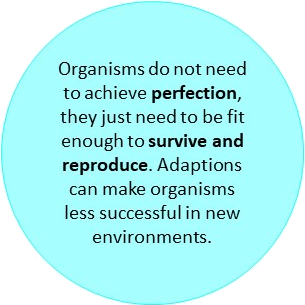 Organisms do not need
to achieve perfection,
they just need to be fit
enough to survive and
reproduce. Adaptions
can make organisms
less successful in new
environments.